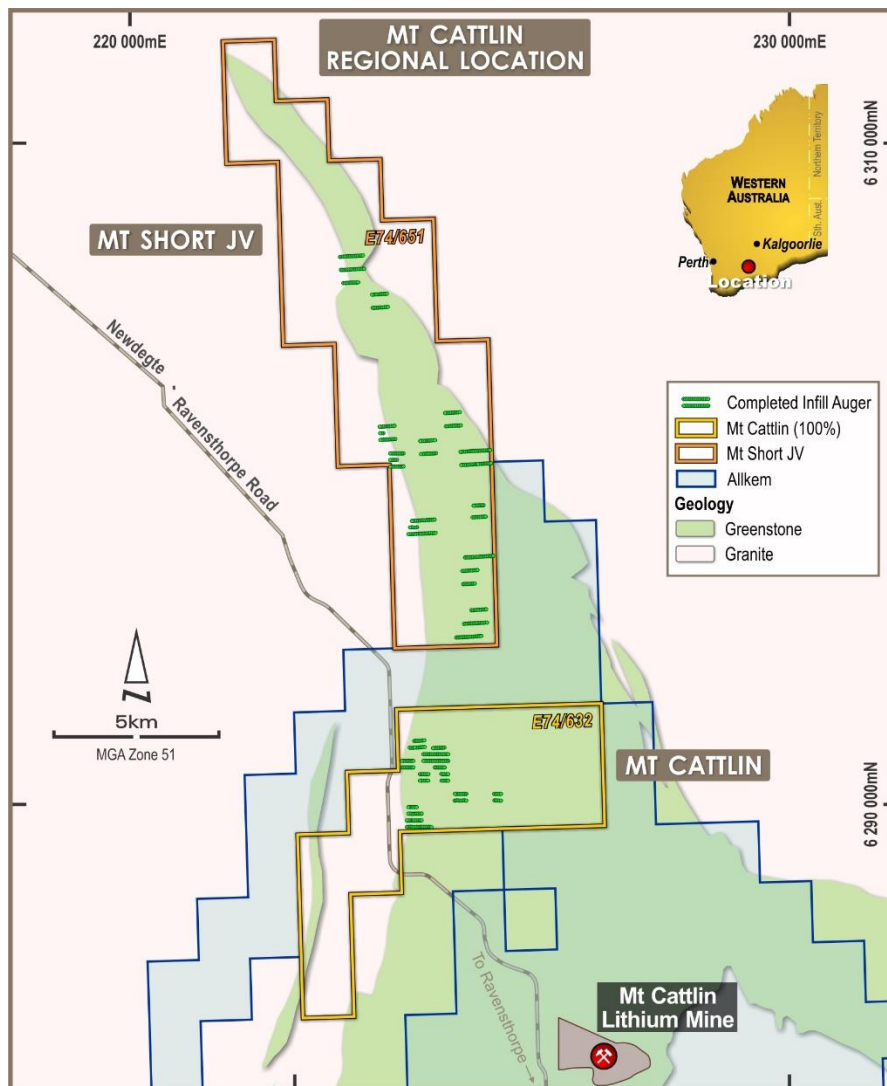 220 000mE
MT CATTLIN
REGIONAL LOCATION
230 000mE
6 310 000mN
WESTERN
AUSTRALIA
Northern Territory
Sth. Aust.
Kalgoorlie
Perth
Location
MT SHORT JV
E74/651
Newdegte - Ravensthorpe Road
Completed Infill Auger
Mt Cattlin (100%)
Mt Short JV
Allkem
Geology
Greenstone
Granite
N
5km
MGA Zone 51
E74/632
MT CATTLIN
6 290 000mN
To Ravensthorpe
Mt Cattlin
Lithium Mine